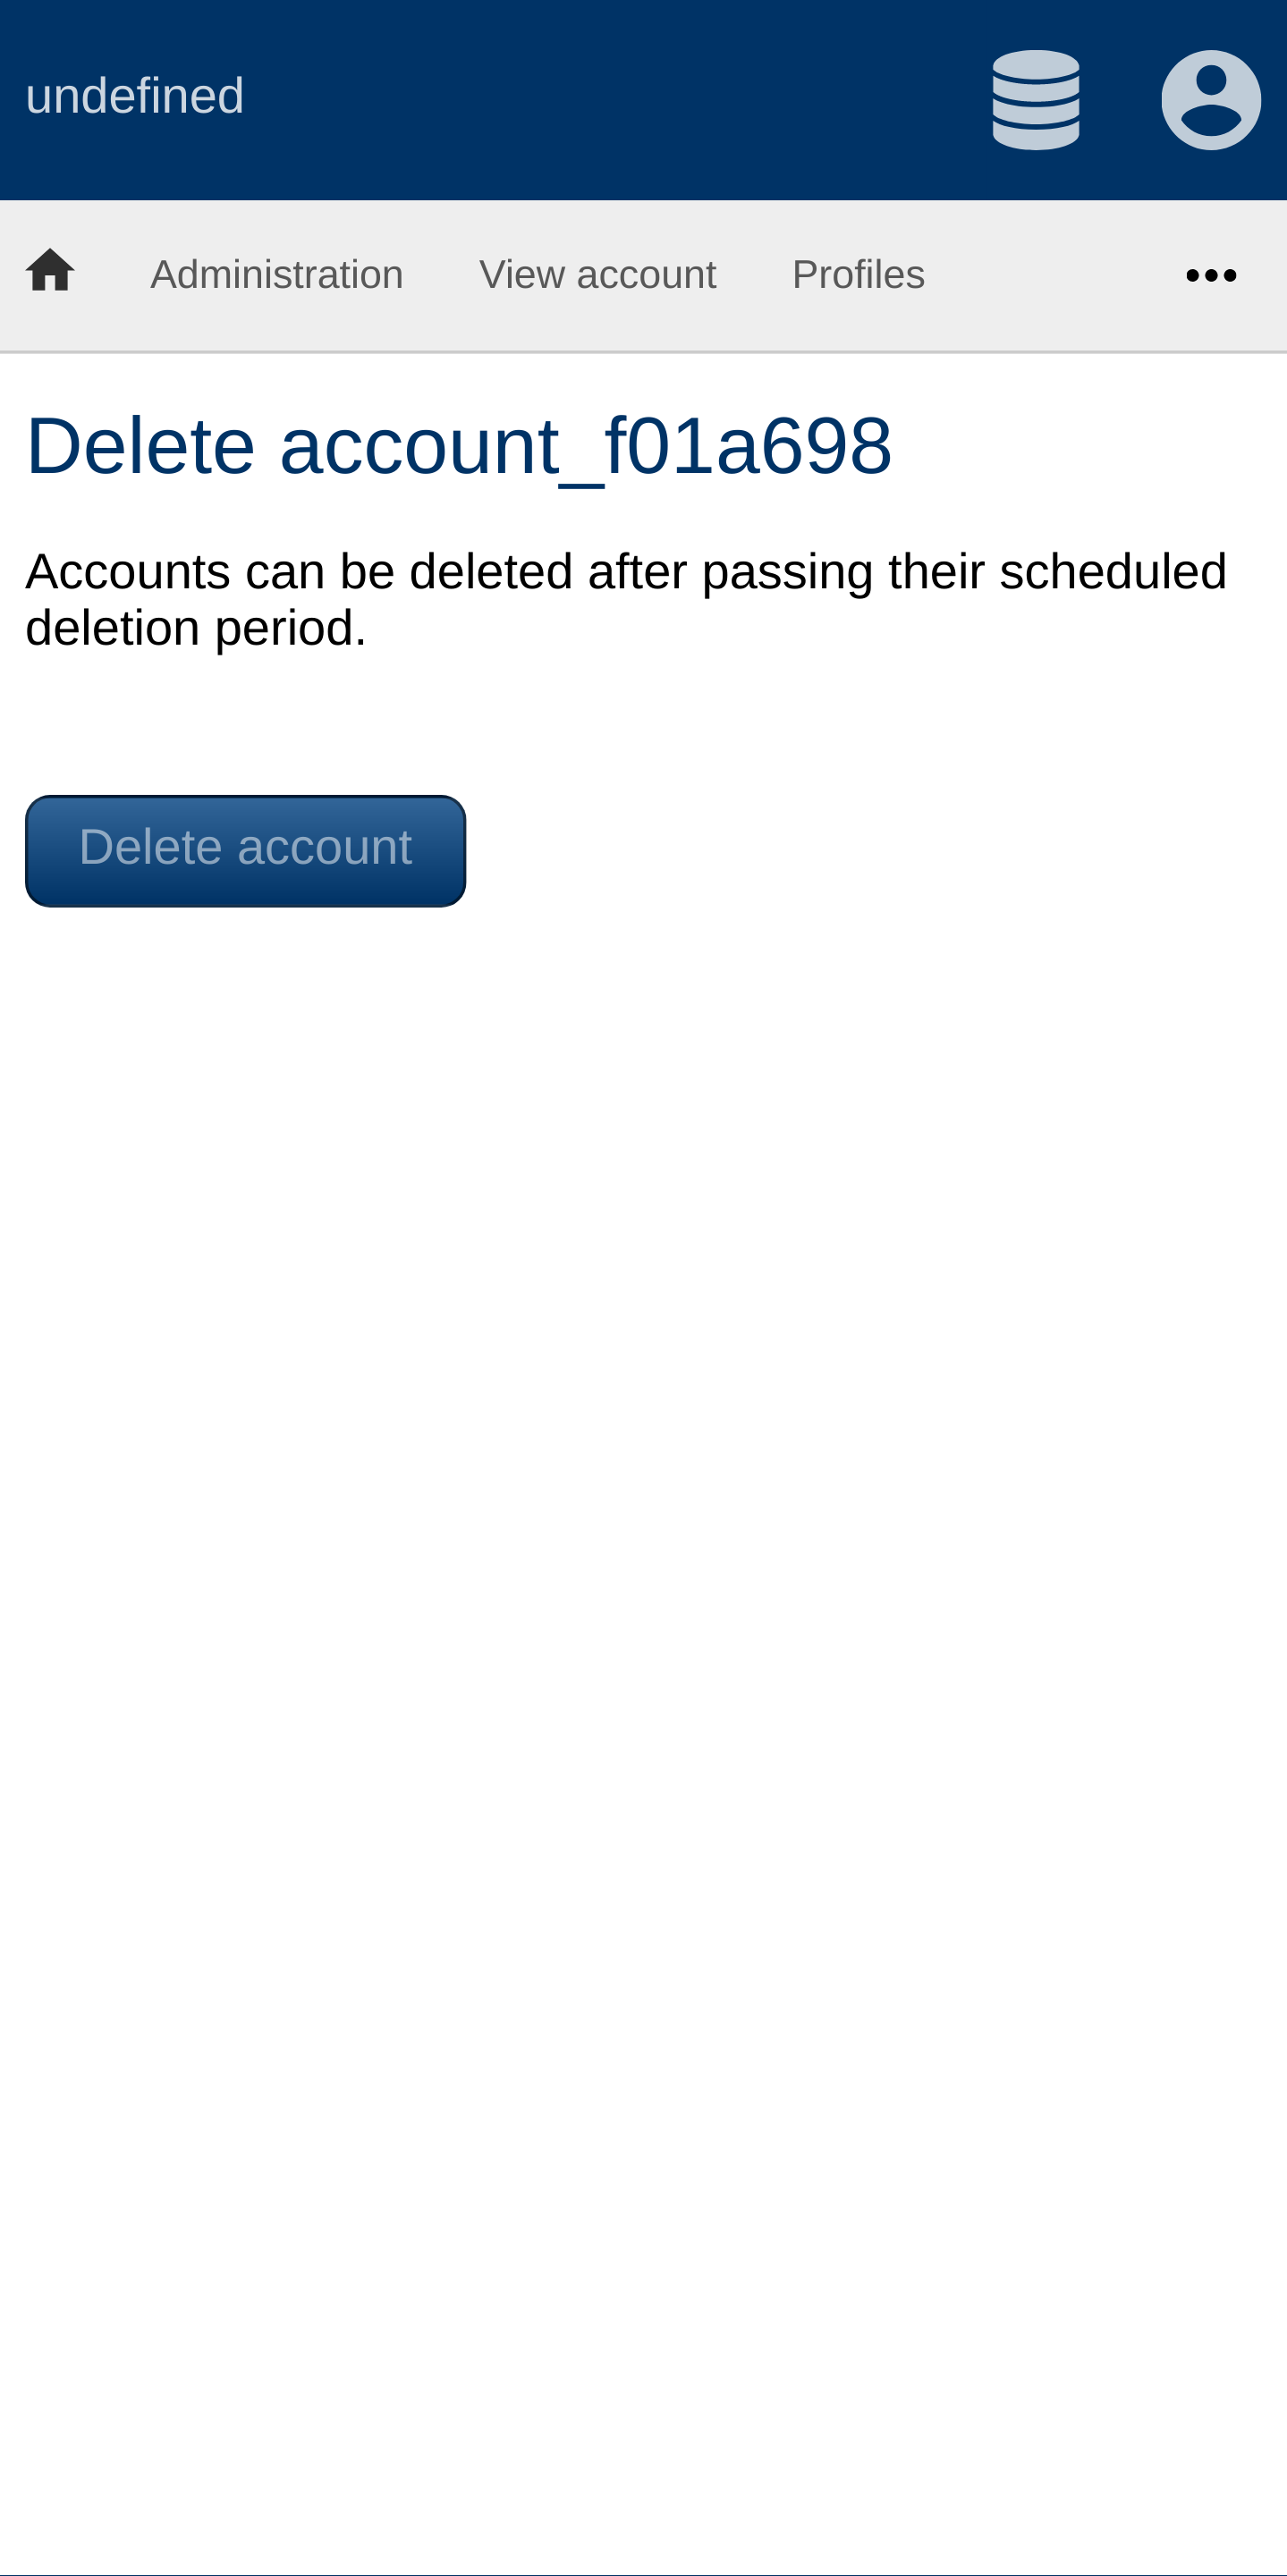 undefined
Administration View account Profiles
Delete account_f01a698
Accounts can be deleted after passing their scheduled
deletion period.
Delete account